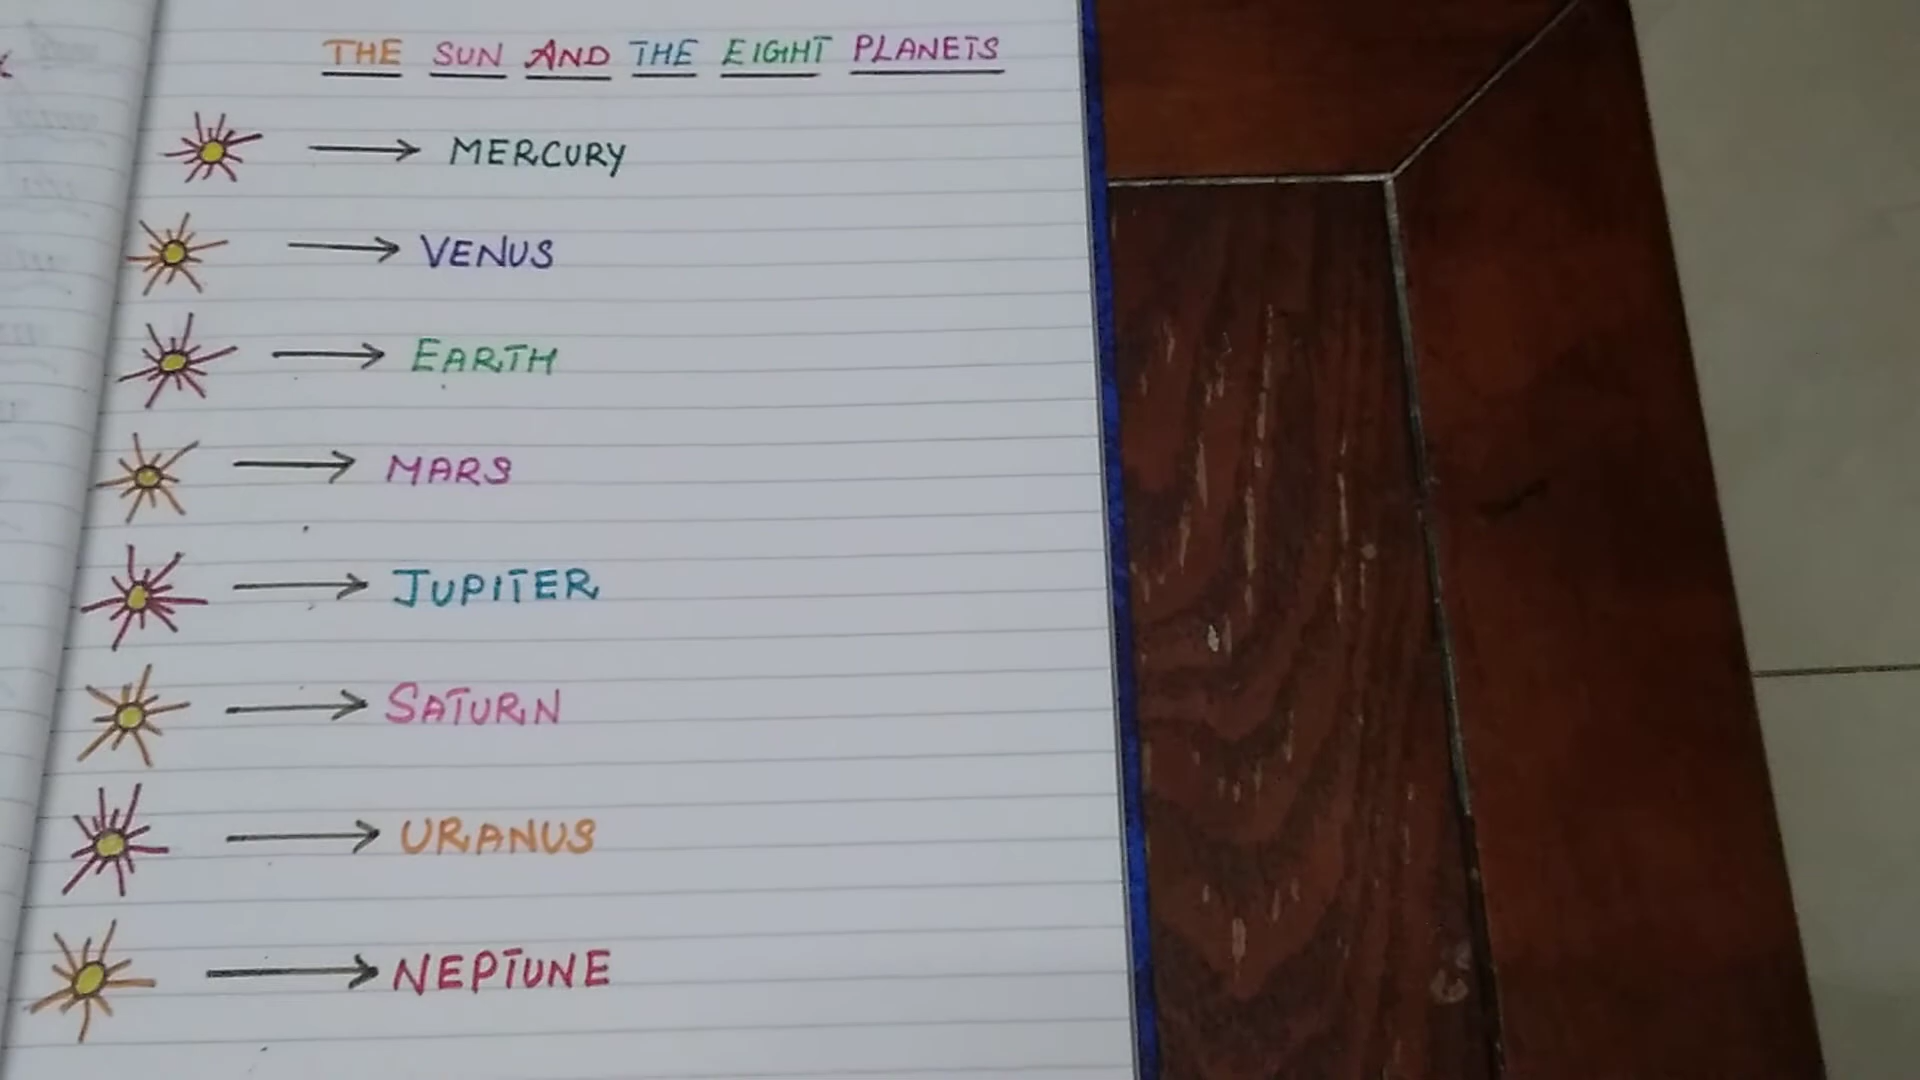 THE SUN AND THE EIGHT PLANETS
→ MERCURY
→ VENUS
→ EARTH
→ MARS
→ JUPITER
→ SATURN
→ URANUS
→ NEPTUNE